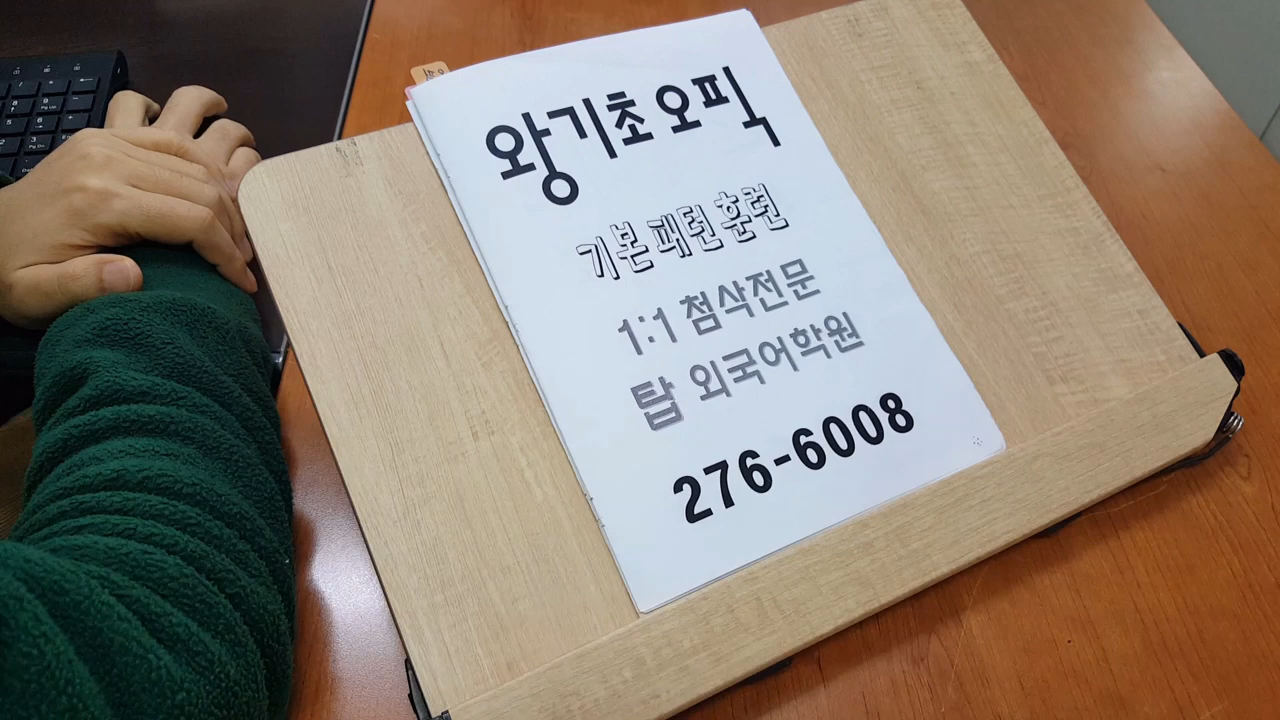 왕기초 오픽
기본 패턴 훈련
1:1 첨삭전문
탑 외국어학원
276-6008